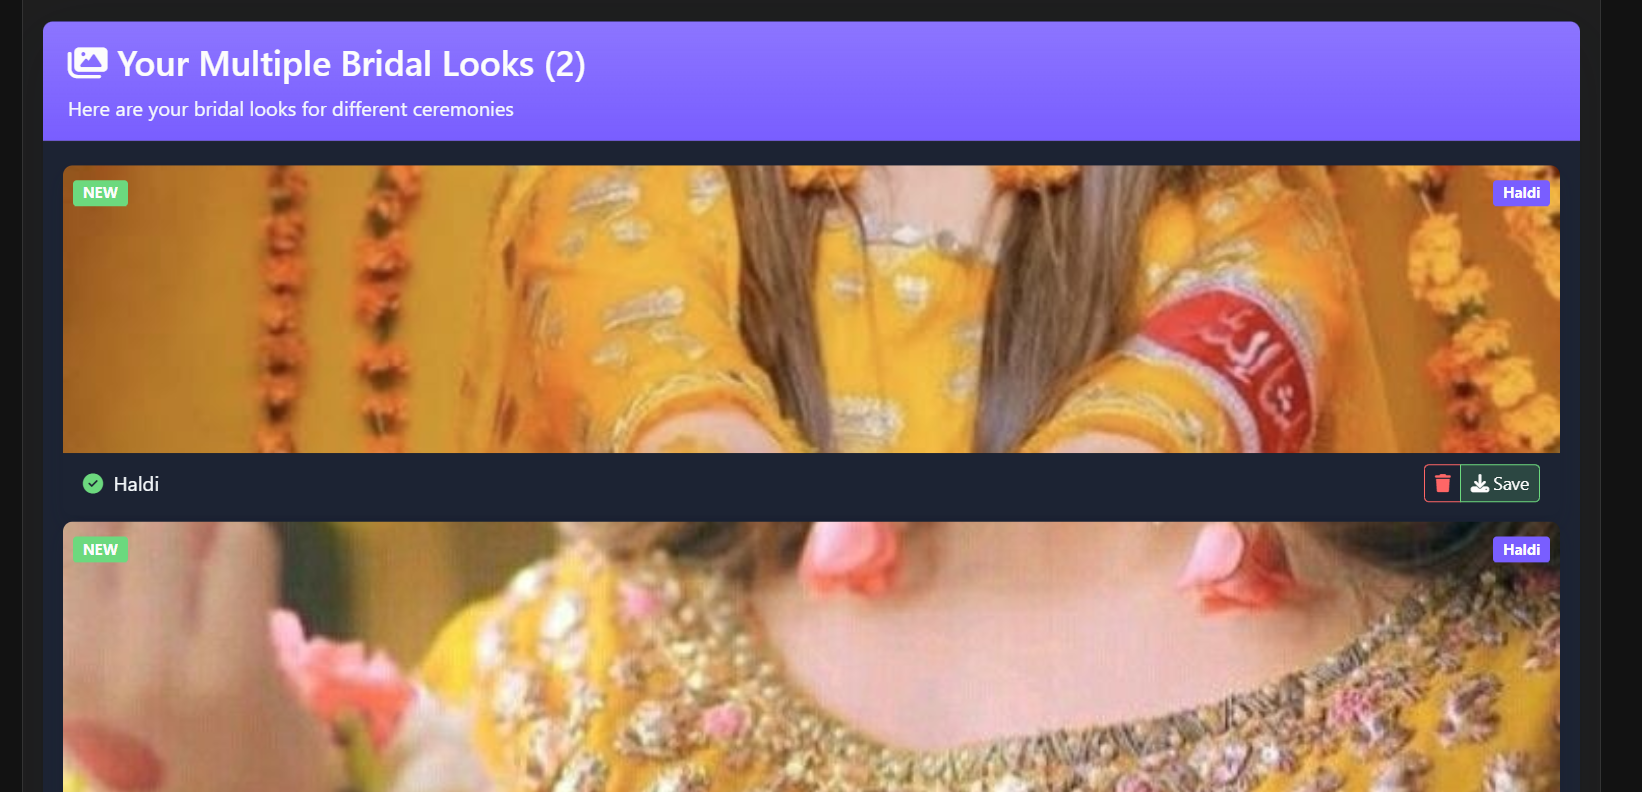 Your Multiple Bridal Looks (2)
Here are your bridal looks for different ceremonies
NEW
Haldi
Haldi
Save
NEW
Haldi